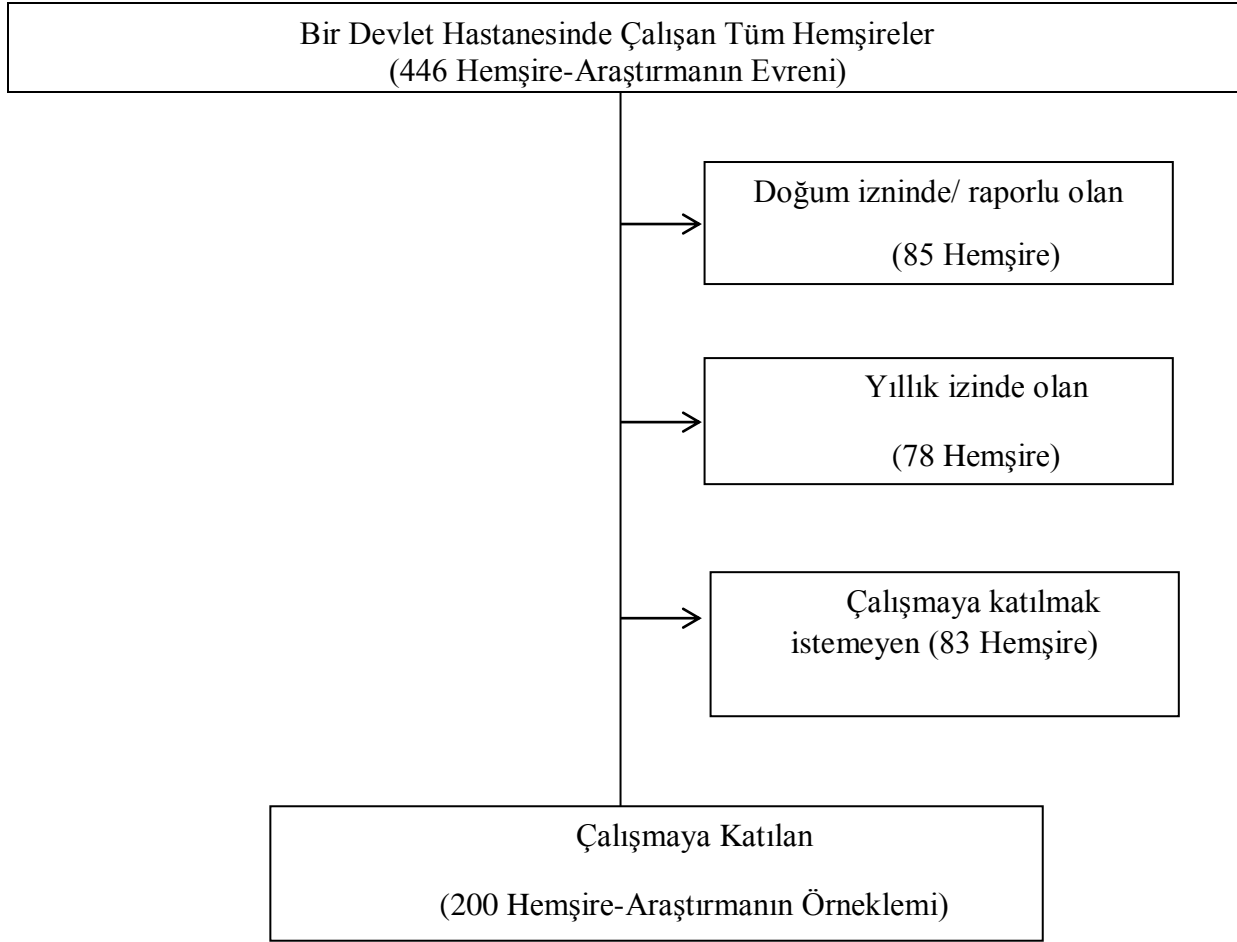 Bir Devlet Hastanesinde Çalışan Tüm Hemşireler
(446 Hemşire-Araştırmanın Evreni)
Doğum izninde/ raporlu olan
(85 Hemşire)
Yıllık izinde olan
(78 Hemşire)
Çalışmaya katılmak
istemeyen (83 Hemşire)
Çalışmaya Katılan
(200 Hemşire-Araştırmanın Örneklemi)